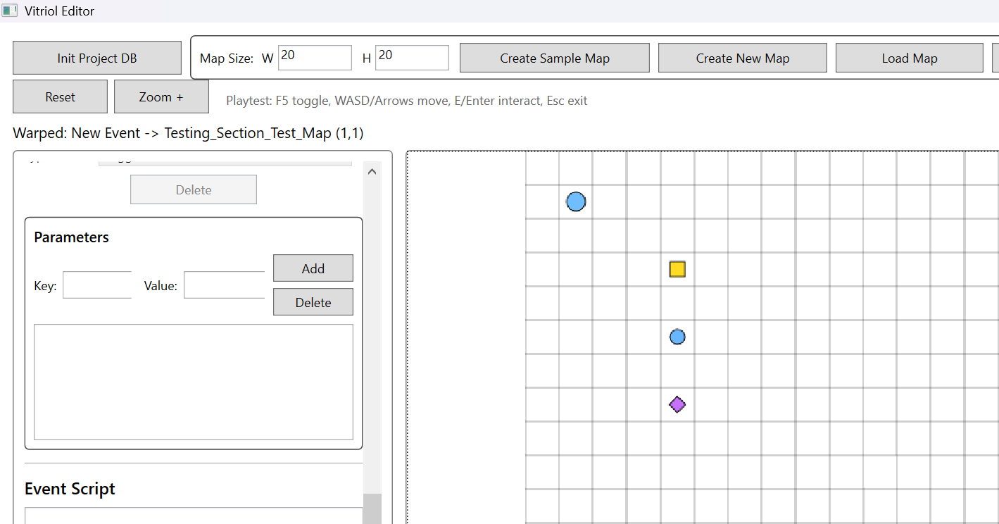 Vitriol Editor
Init Project DB
Map Size: W 20 H 20
Create Sample Map
Create New Map
Load Map
Reset
Zoom +
Playtest: F5 toggle, WASD/Arrows move, E/Enter interact, Esc exit
Warped: New Event -> Testing_Section_Test_Map (1,1)
Delete
Parameters
Key:
Value:
Add
Delete
Event Script